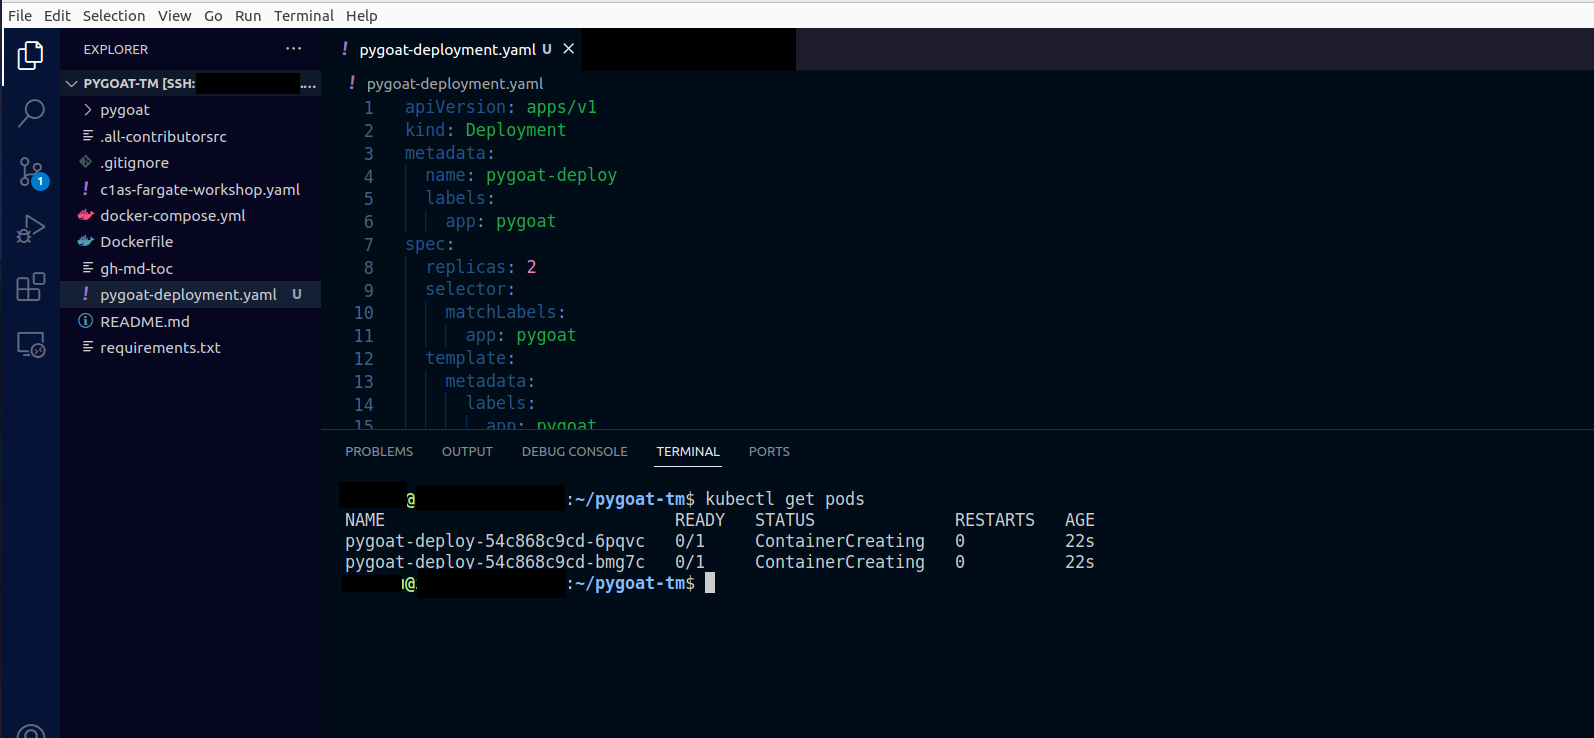 File Edit Selection View Go Run Terminal Help
EXPLORER ...
PYGOAT-TM [SSH: ....
pygoat
.all-contributorsrc
.gitignore
c1as-fargate-workshop.yaml
docker-compose.yml
Dockerfile
gh-md-toc
pygoat-deployment.yaml U
README.md
requirements.txt
1
! pygoat-deployment.yaml U ×
! pygoat-deployment.yaml
1 apiVersion: apps/v1
2 kind: Deployment
3 metadata:
4 name: pygoat-deploy
5 labels:
6 app: pygoat
7 spec:
8 replicas: 2
9 selector:
10 matchLabels:
11 app: pygoat
12 template:
13 metadata:
14 labels:
15 app: pygoat
PROBLEMS OUTPUT DEBUG CONSOLE TERMINAL PORTS
@ :~/pygoat-tm$ kubectl get pods
NAME READY STATUS RESTARTS AGE
pygoat-deploy-54c868c9cd-6pqvc 0/1 ContainerCreating 0 22s
pygoat-deploy-54c868c9cd-bmg7c 0/1 ContainerCreating 0 22s
@ :~/pygoat-tm$